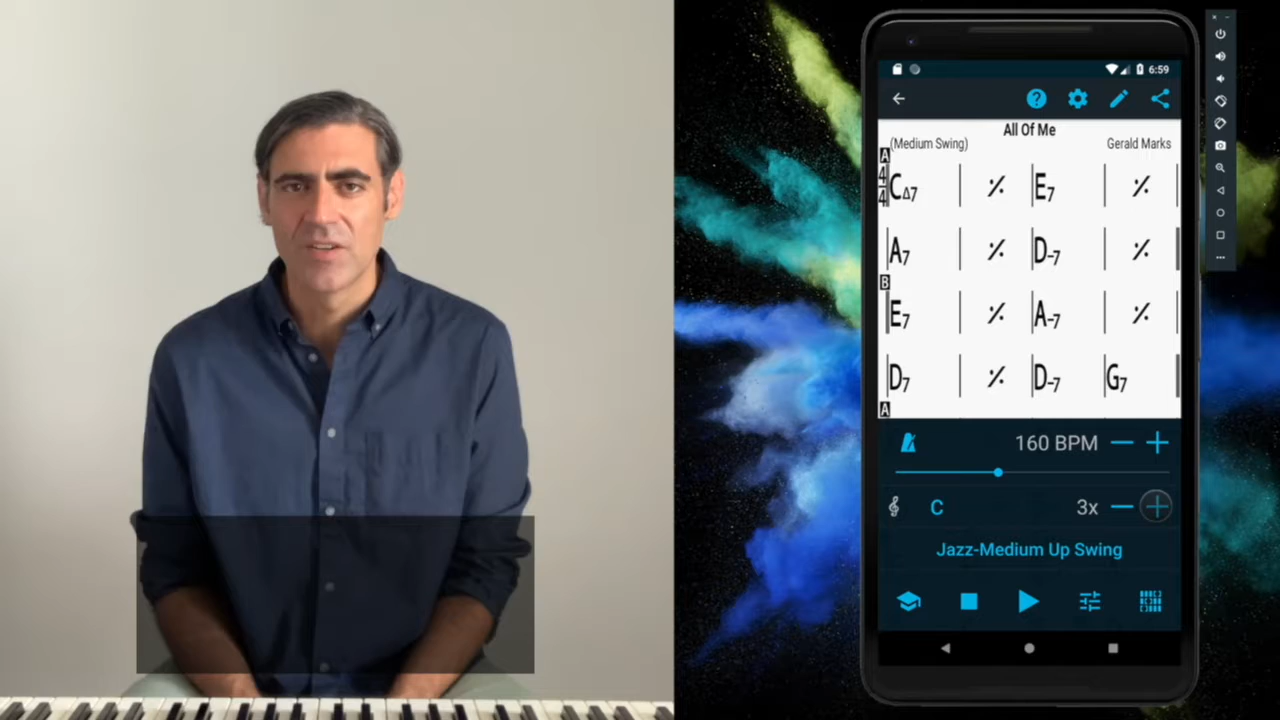 6:59
All Of Me
(Medium Swing) Gerald Marks
A
4/4 CΔ7 | 𝄎 | E7 | 𝄎
A7 | 𝄎 | D-7 | 𝄎
B
E7 | 𝄎 | A-7 | 𝄎
D7 | 𝄎 | D-7 | G7
A
160 BPM
C 3x
Jazz-Medium Up Swing